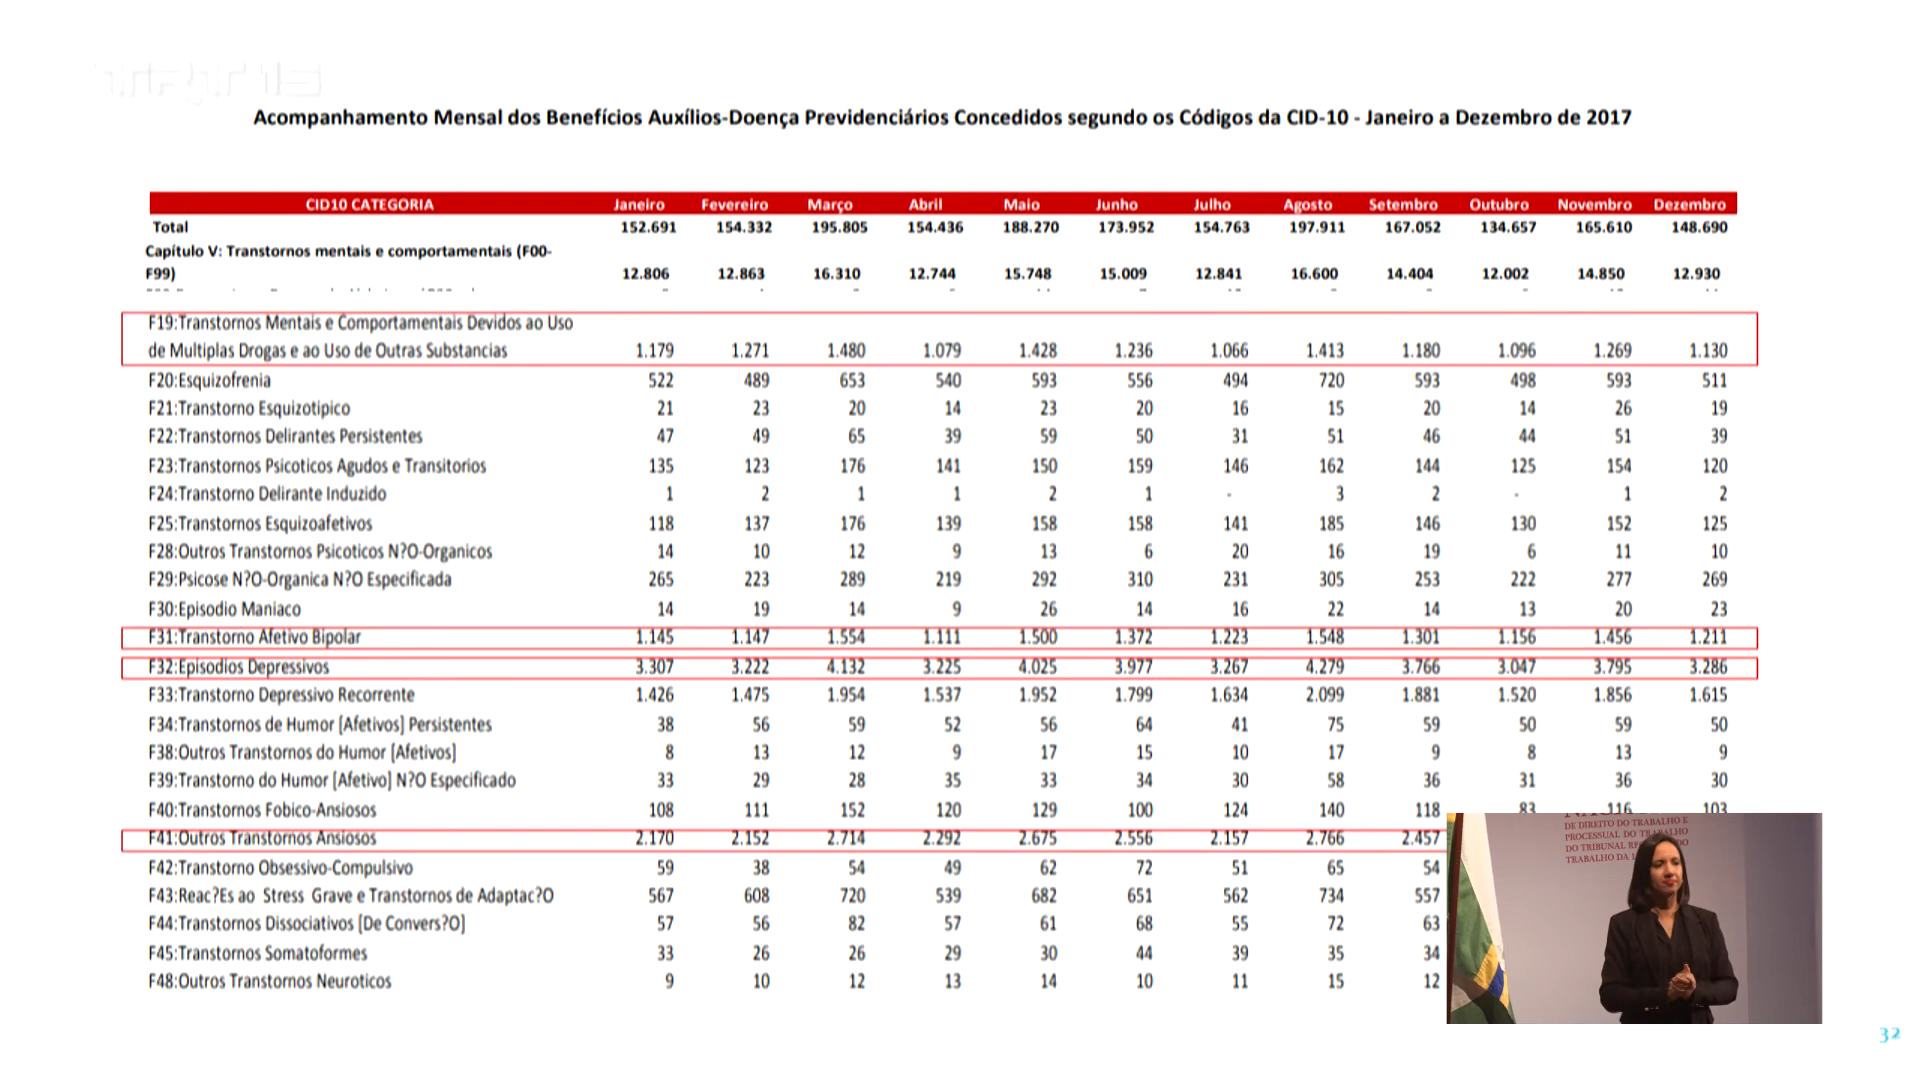 TRT 15
Acompanhamento Mensal dos Benefícios Auxílios-Doença Previdenciários Concedidos segundo os Códigos da CID-10 - Janeiro a Dezembro de 2017
CID10 CATEGORIA Janeiro Fevereiro Março Abril Maio Junho Julho Agosto Setembro Outubro Novembro Dezembro
Total 152.691 154.332 195.805 154.436 188.270 173.952 154.763 197.911 167.052 134.657 165.610 148.690
Capítulo V: Transtornos mentais e comportamentais (F00-
F99) 12.806 12.863 16.310 12.744 15.748 15.009 12.841 16.600 14.404 12.002 14.850 12.930
F19:Transtornos Mentais e Comportamentais Devidos ao Uso
de Multiplas Drogas e ao Uso de Outras Substancias 1.179 1.271 1.480 1.079 1.428 1.236 1.066 1.413 1.180 1.096 1.269 1.130
F20:Esquizofrenia 522 489 653 540 593 556 494 720 593 498 593 511
F21:Transtorno Esquizotipico 21 23 20 14 23 20 16 15 20 14 26 19
F22:Transtornos Delirantes Persistentes 47 49 65 39 59 50 31 51 46 44 51 39
F23:Transtornos Psicoticos Agudos e Transitorios 135 123 176 141 150 159 146 162 144 125 154 120
F24:Transtorno Delirante Induzido 1 2 1 1 2 1 - 3 2 - 1 2
F25:Transtornos Esquizoafetivos 118 137 176 139 158 158 141 185 146 130 152 125
F28:Outros Transtornos Psicoticos N?O-Organicos 14 10 12 9 13 6 20 16 19 6 11 10
F29:Psicose N?O-Organica N?O Especificada 265 223 289 219 292 310 231 305 253 222 277 269
F30:Episodio Maniaco 14 19 14 9 26 14 16 22 14 13 20 23
F31:Transtorno Afetivo Bipolar 1.145 1.147 1.554 1.111 1.500 1.372 1.223 1.548 1.301 1.156 1.456 1.211
F32:Episodios Depressivos 3.307 3.222 4.132 3.225 4.025 3.977 3.267 4.279 3.766 3.047 3.795 3.286
F33:Transtorno Depressivo Recorrente 1.426 1.475 1.954 1.537 1.952 1.799 1.634 2.099 1.881 1.520 1.856 1.615
F34:Transtornos de Humor [Afetivos] Persistentes 38 56 59 52 56 64 41 75 59 50 59 50
F38:Outros Transtornos do Humor [Afetivos] 8 13 12 9 17 15 10 17 9 8 13 9
F39:Transtorno do Humor [Afetivo] N?O Especificado 33 29 28 35 33 34 30 58 36 31 36 30
F40:Transtornos Fobico-Ansiosos 108 111 152 120 129 100 124 140 118 83 116 103
F41:Outros Transtornos Ansiosos 2.170 2.152 2.714 2.292 2.675 2.556 2.157 2.766 2.457
F42:Transtorno Obsessivo-Compulsivo 59 38 54 49 62 72 51 65 54
F43:Reac?Es ao Stress Grave e Transtornos de Adaptac?O 567 608 720 539 682 651 562 734 557
F44:Transtornos Dissociativos [De Convers?O] 57 56 82 57 61 68 55 72 63
F45:Transtornos Somatoformes 33 26 26 29 30 44 39 35 34
F48:Outros Transtornos Neuroticos 9 10 12 13 14 10 11 15 12
DE DIREITO DO TRABALHO E
PROCESSUAL DO TRABALHO
DO TRIBUNAL
TRABALHO DA
32